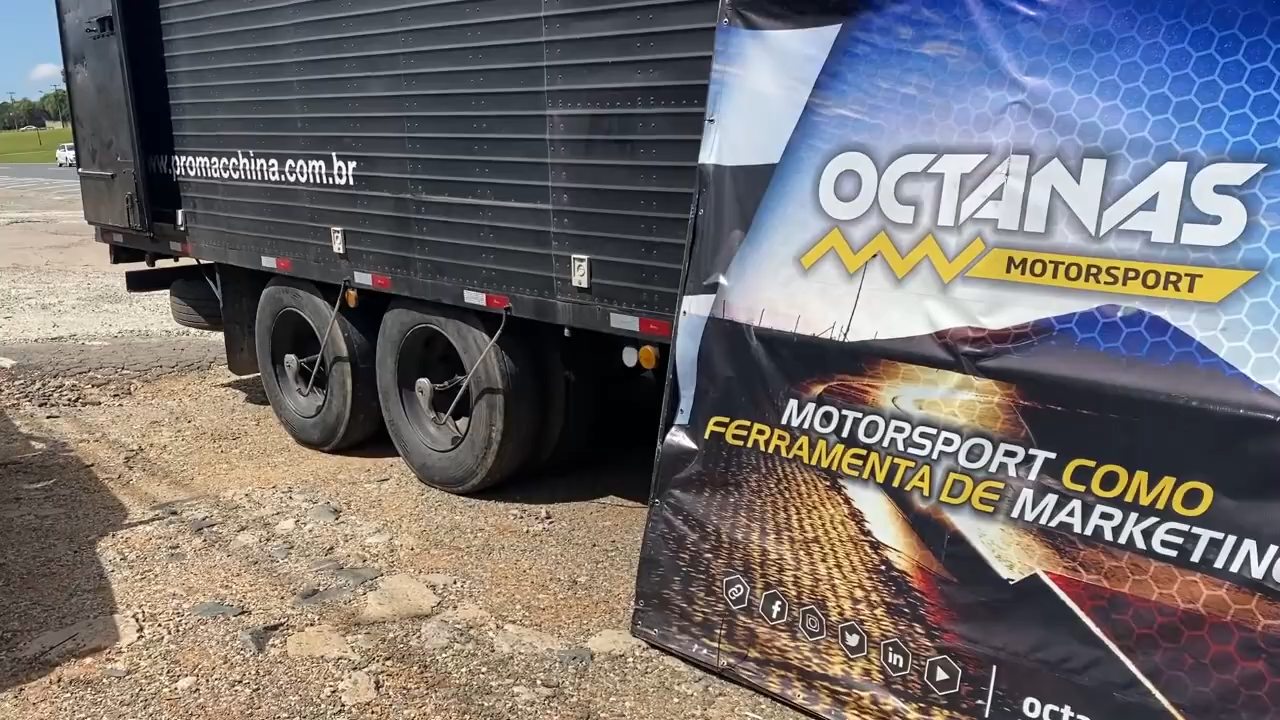 www.promacchina.com.br
OCTANAS
MOTORSPORT
MOTORSPORT COMO
FERRAMENTA DE MARKETING